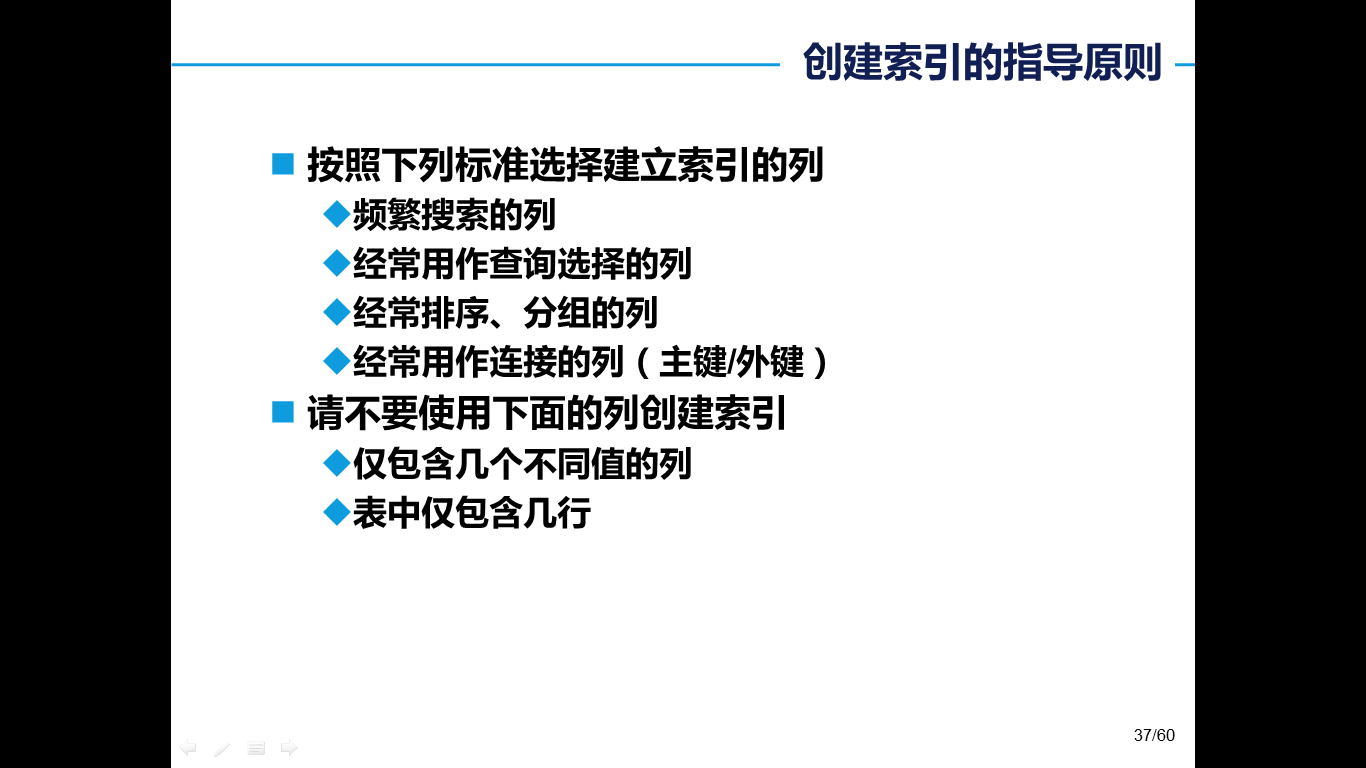 创建索引的指导原则
按照下列标准选择建立索引的列
频繁搜索的列
经常用作查询选择的列
经常排序、分组的列
经常用作连接的列（主键/外键）
请不要使用下面的列创建索引
仅包含几个不同值的列
表中仅包含几行
37/60